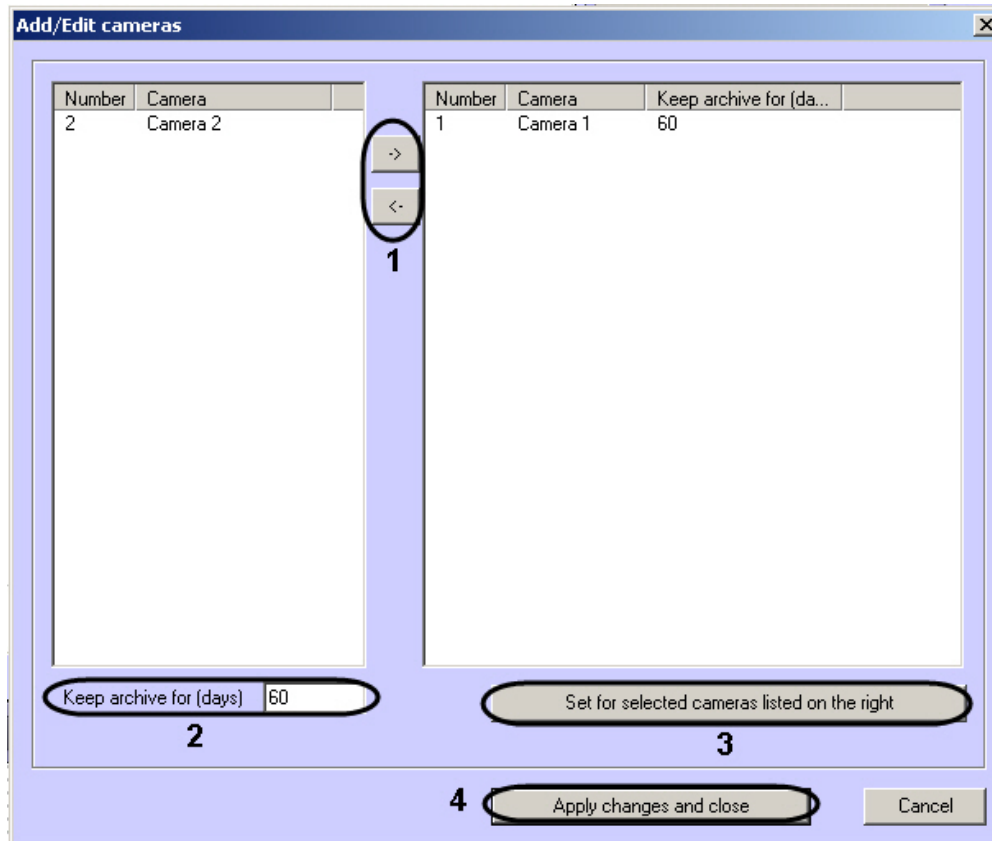 Add/Edit cameras
Number Camera
2 Camera 2
->
<-
1
Number Camera Keep archive for (da...
1 Camera 1 60
Keep archive for (days) 60
2
Set for selected cameras listed on the right
3
4 Apply changes and close
Cancel